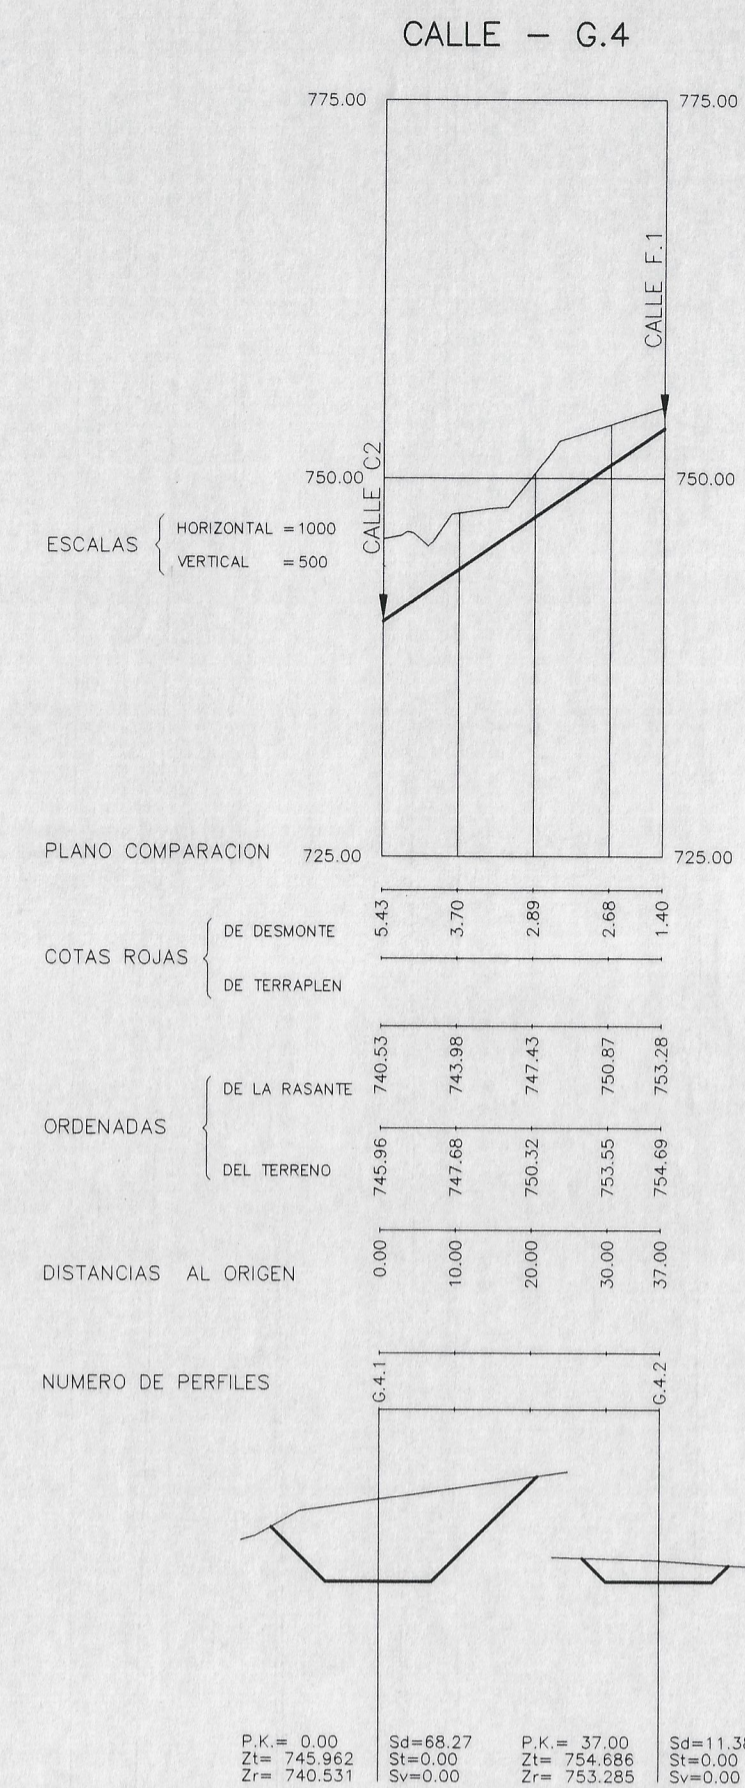 CALLE - G.4
775.00 775.00
CALLE F.1
750.00 750.00
CALLE C2
ESCALAS
HORIZONTAL =1000
VERTICAL =500
PLANO COMPARACION 725.00 725.00
COTAS ROJAS
DE DESMONTE 5.43 3.70 2.89 2.68 1.40
DE TERRAPLEN
ORDENADAS
DE LA RASANTE 740.53 743.98 747.43 750.87 753.28
DEL TERRENO 745.96 747.68 750.32 753.55 754.69
DISTANCIAS AL ORIGEN 0.00 10.00 20.00 30.00 37.00
NUMERO DE PERFILES G.4.1 G.4.2
P.K.= 0.00 Sd=68.27 P.K.= 37.00 Sd=11.38
Zt= 745.962 St=0.00 Zt= 754.686 St=0.00
Zr= 740.531 Sv=0.00 Zr= 753.285 Sv=0.00